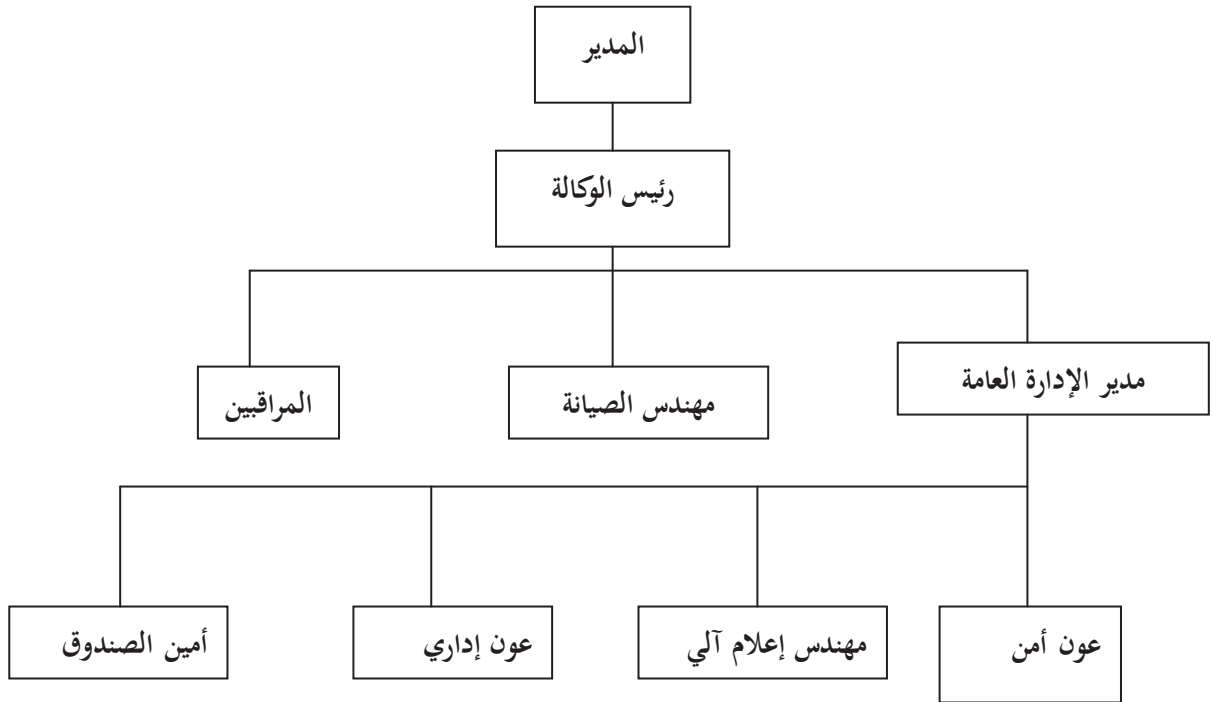 المدير
رئيس الوكالة
مدير الإدارة العامة
مهندس الصيانة
المراقبين
عون أمن
مهندس إعلام آلي
عون إداري
أمين الصندوق